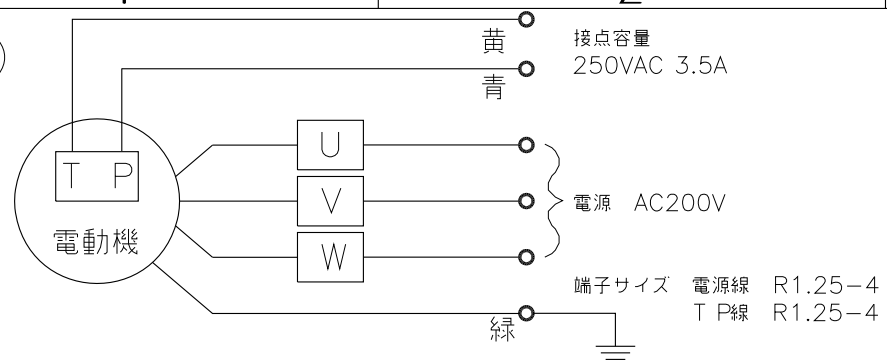 黄
接点容量
青
250VAC 3.5A
U
T P
V
電源 AC200V
電動機
W
端子サイズ 電源線 R1.25-4
T P線 R1.25-4
緑